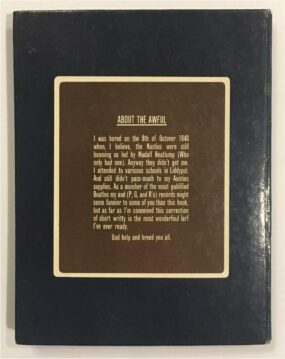 ABOUT THE AWFUL
I was bored on the 9th of Octover 1940
when, I believe, the Nasties were still
booming us led by Madolf Heatlump (Who
only had one). Anyway they didn't get me.
I attended to varicous schools in Liddypol.
And still didn't pass—much to my Aunties
supplies. As a member of the most publified
Beatles my and (P, G, and R's) records might
seem funnier to some of you than this book,
but as far as I'm conceived this correction
of short writty is the most wonderfoul larf
I've ever ready.
God help and breed you all.